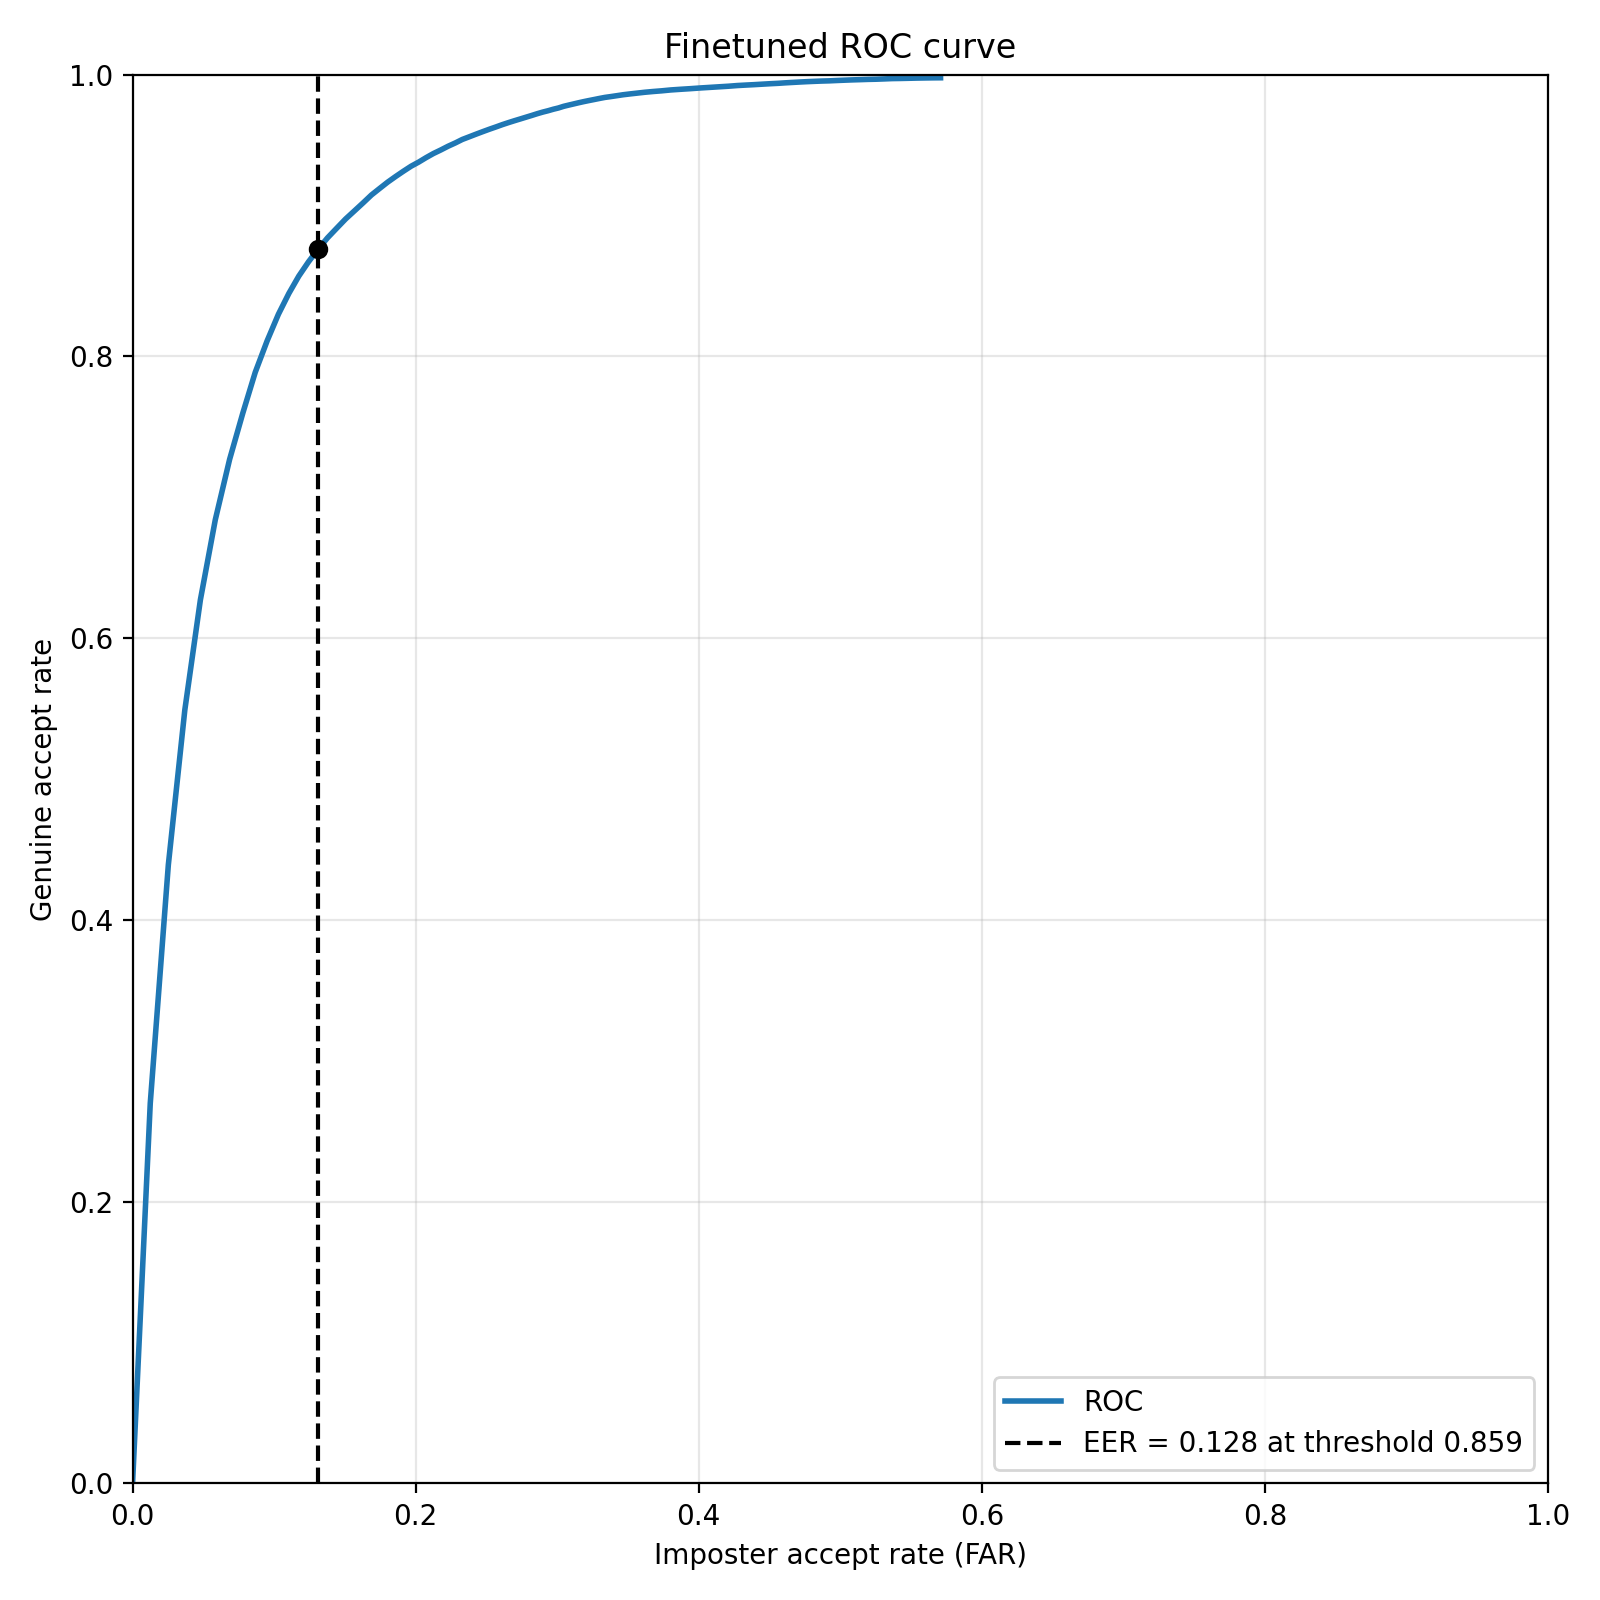 Finetuned ROC curve
1.0
0.8
0.6
0.4
0.2
0.0
Genuine accept rate
0.0 0.2 0.4 0.6 0.8 1.0
Imposter accept rate (FAR)
ROC
EER = 0.128 at threshold 0.859